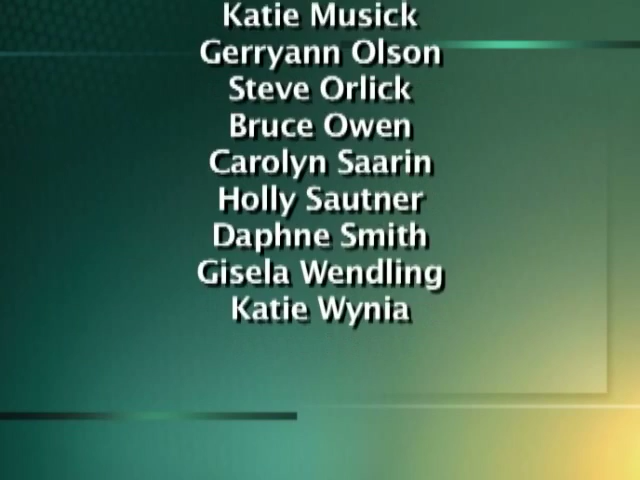 Katie Musick
Gerryann Olson
Steve Orlick
Bruce Owen
Carolyn Saarin
Holly Sautner
Daphne Smith
Gisela Wendling
Katie Wynia